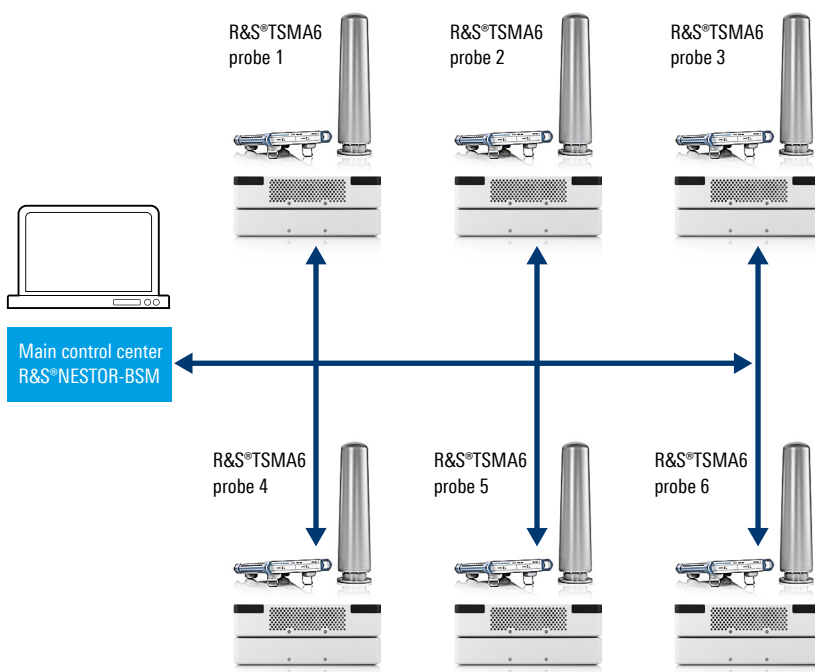 R&S®TSMA6
probe 1
R&S®TSMA6
probe 2
R&S®TSMA6
probe 3
Main control center
R&S®NESTOR-BSM
R&S®TSMA6
probe 4
R&S®TSMA6
probe 5
R&S®TSMA6
probe 6